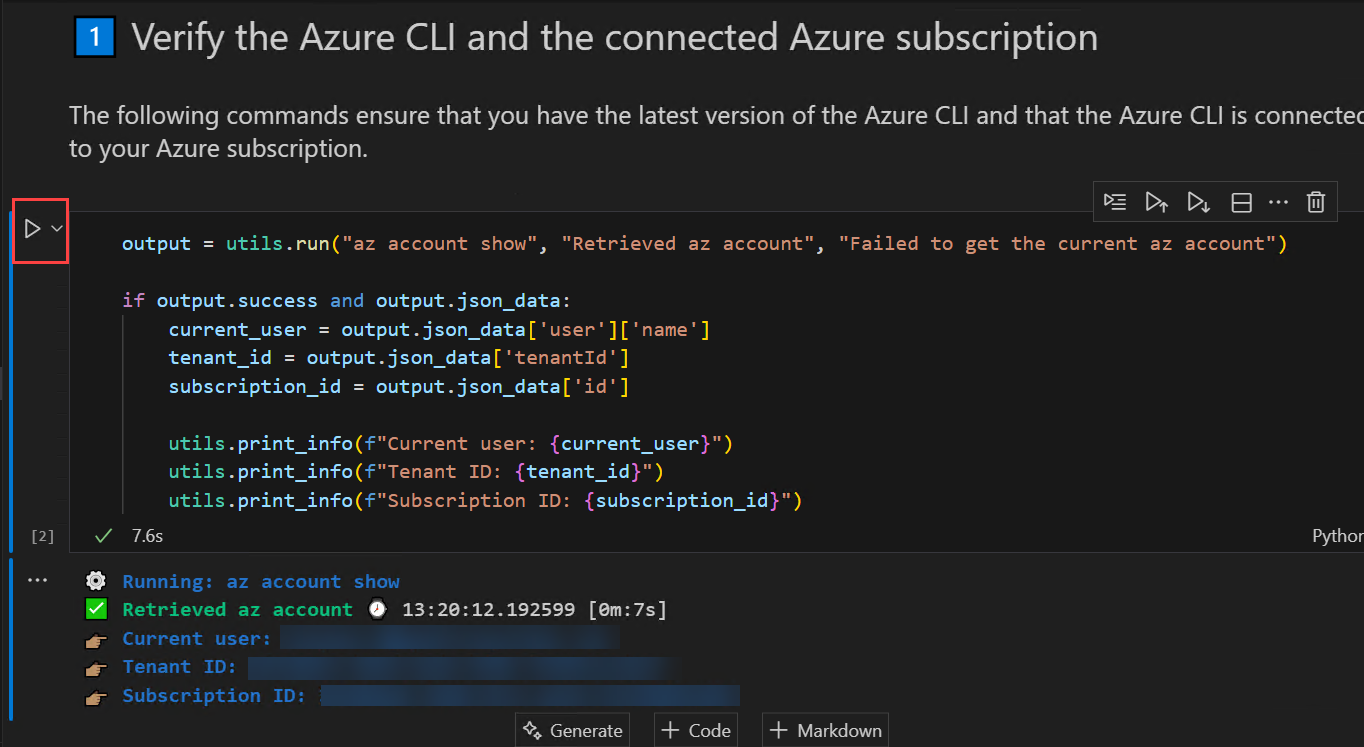 1 Verify the Azure CLI and the connected Azure subscription
The following commands ensure that you have the latest version of the Azure CLI and that the Azure CLI is connected
to your Azure subscription.
output = utils.run("az account show", "Retrieved az account", "Failed to get the current az account")
if output.success and output.json_data:
    current_user = output.json_data['user']['name']
    tenant_id = output.json_data['tenantId']
    subscription_id = output.json_data['id']
    utils.print_info(f"Current user: {current_user}")
    utils.print_info(f"Tenant ID: {tenant_id}")
    utils.print_info(f"Subscription ID: {subscription_id}")
[2] 7.6s Python
Running: az account show
Retrieved az account 13:20:12.192599 [0m:7s]
Current user:
Tenant ID:
Subscription ID:
Generate + Code + Markdown